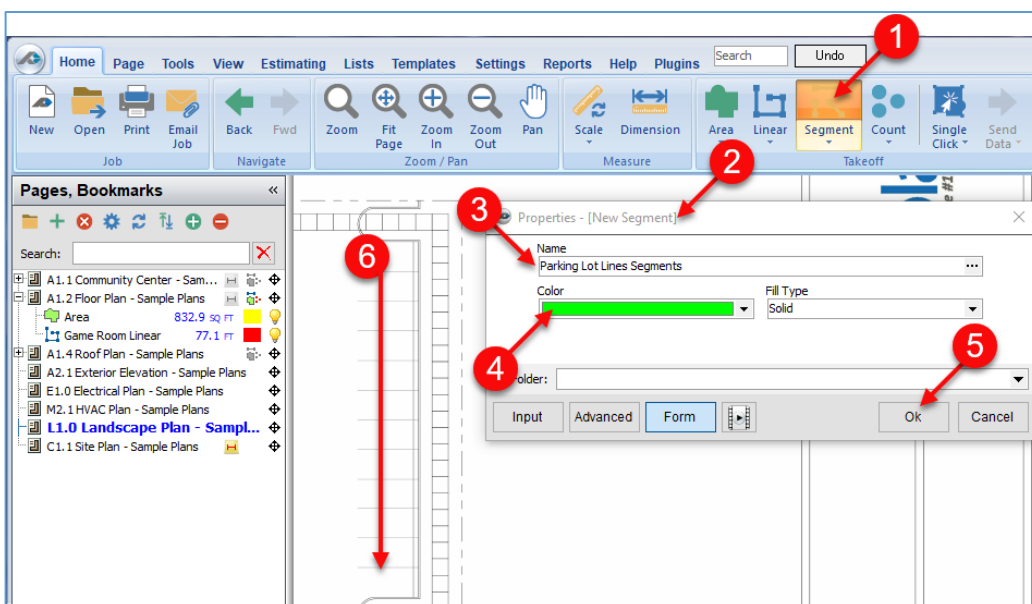 1
Home Page Tools View Estimating Lists Templates Settings Reports Help Plugins Search Undo
New Open Print Email Job Back Fwd Zoom Fit Page Zoom In Zoom Out Pan Scale Dimension Area Linear Segment Count Single Click Send Data
Job Navigate Zoom / Pan Measure Takeoff
2
Pages, Bookmarks «
3
Properties - [New Segment]
Search:
Name
6
Parking Lot Lines Segments ...
A1.1 Community Center - Sam...
Color Fill Type
A1.2 Floor Plan - Sample Plans
Solid
Area 832.9 SQ FT
Game Room Linear 77.1 FT
5
A1.4 Roof Plan - Sample Plans
4
A2.1 Exterior Elevation - Sample Plans
older:
E1.0 Electrical Plan - Sample Plans
M2.1 HVAC Plan - Sample Plans
Input Advanced Form Ok Cancel
L1.0 Landscape Plan - Sampl...
C1.1 Site Plan - Sample Plans